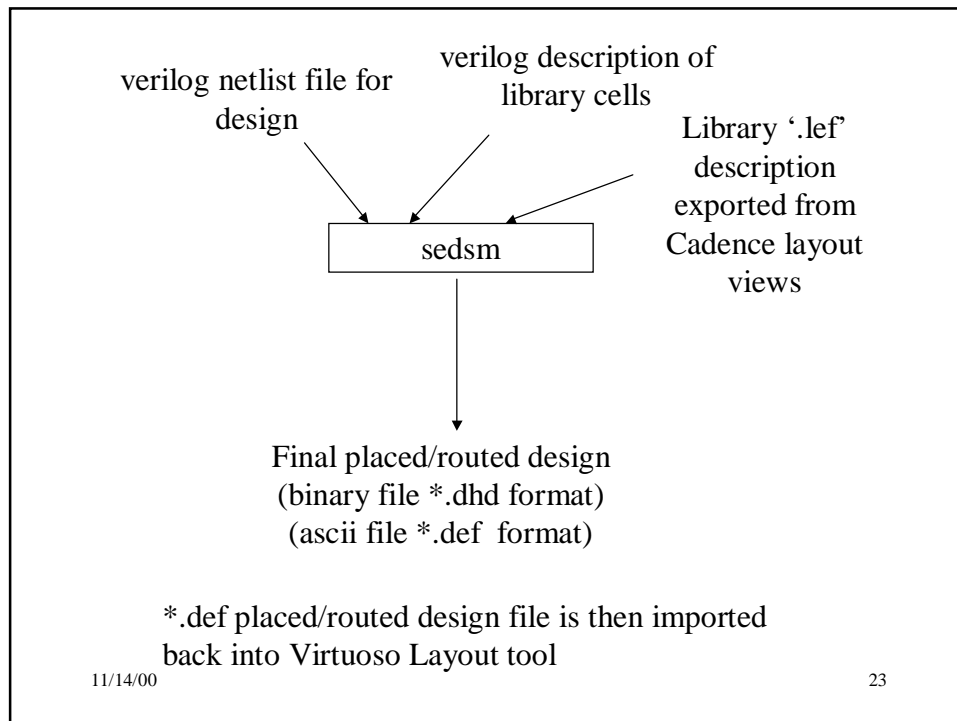 verilog netlist file for
design
verilog description of
library cells
Library ‘.lef’
description
exported from
Cadence layout
views
sedsm
Final placed/routed design
(binary file *.dhd format)
(ascii file *.def  format)
*.def placed/routed design file is then imported
back into Virtuoso Layout tool
11/14/00
23